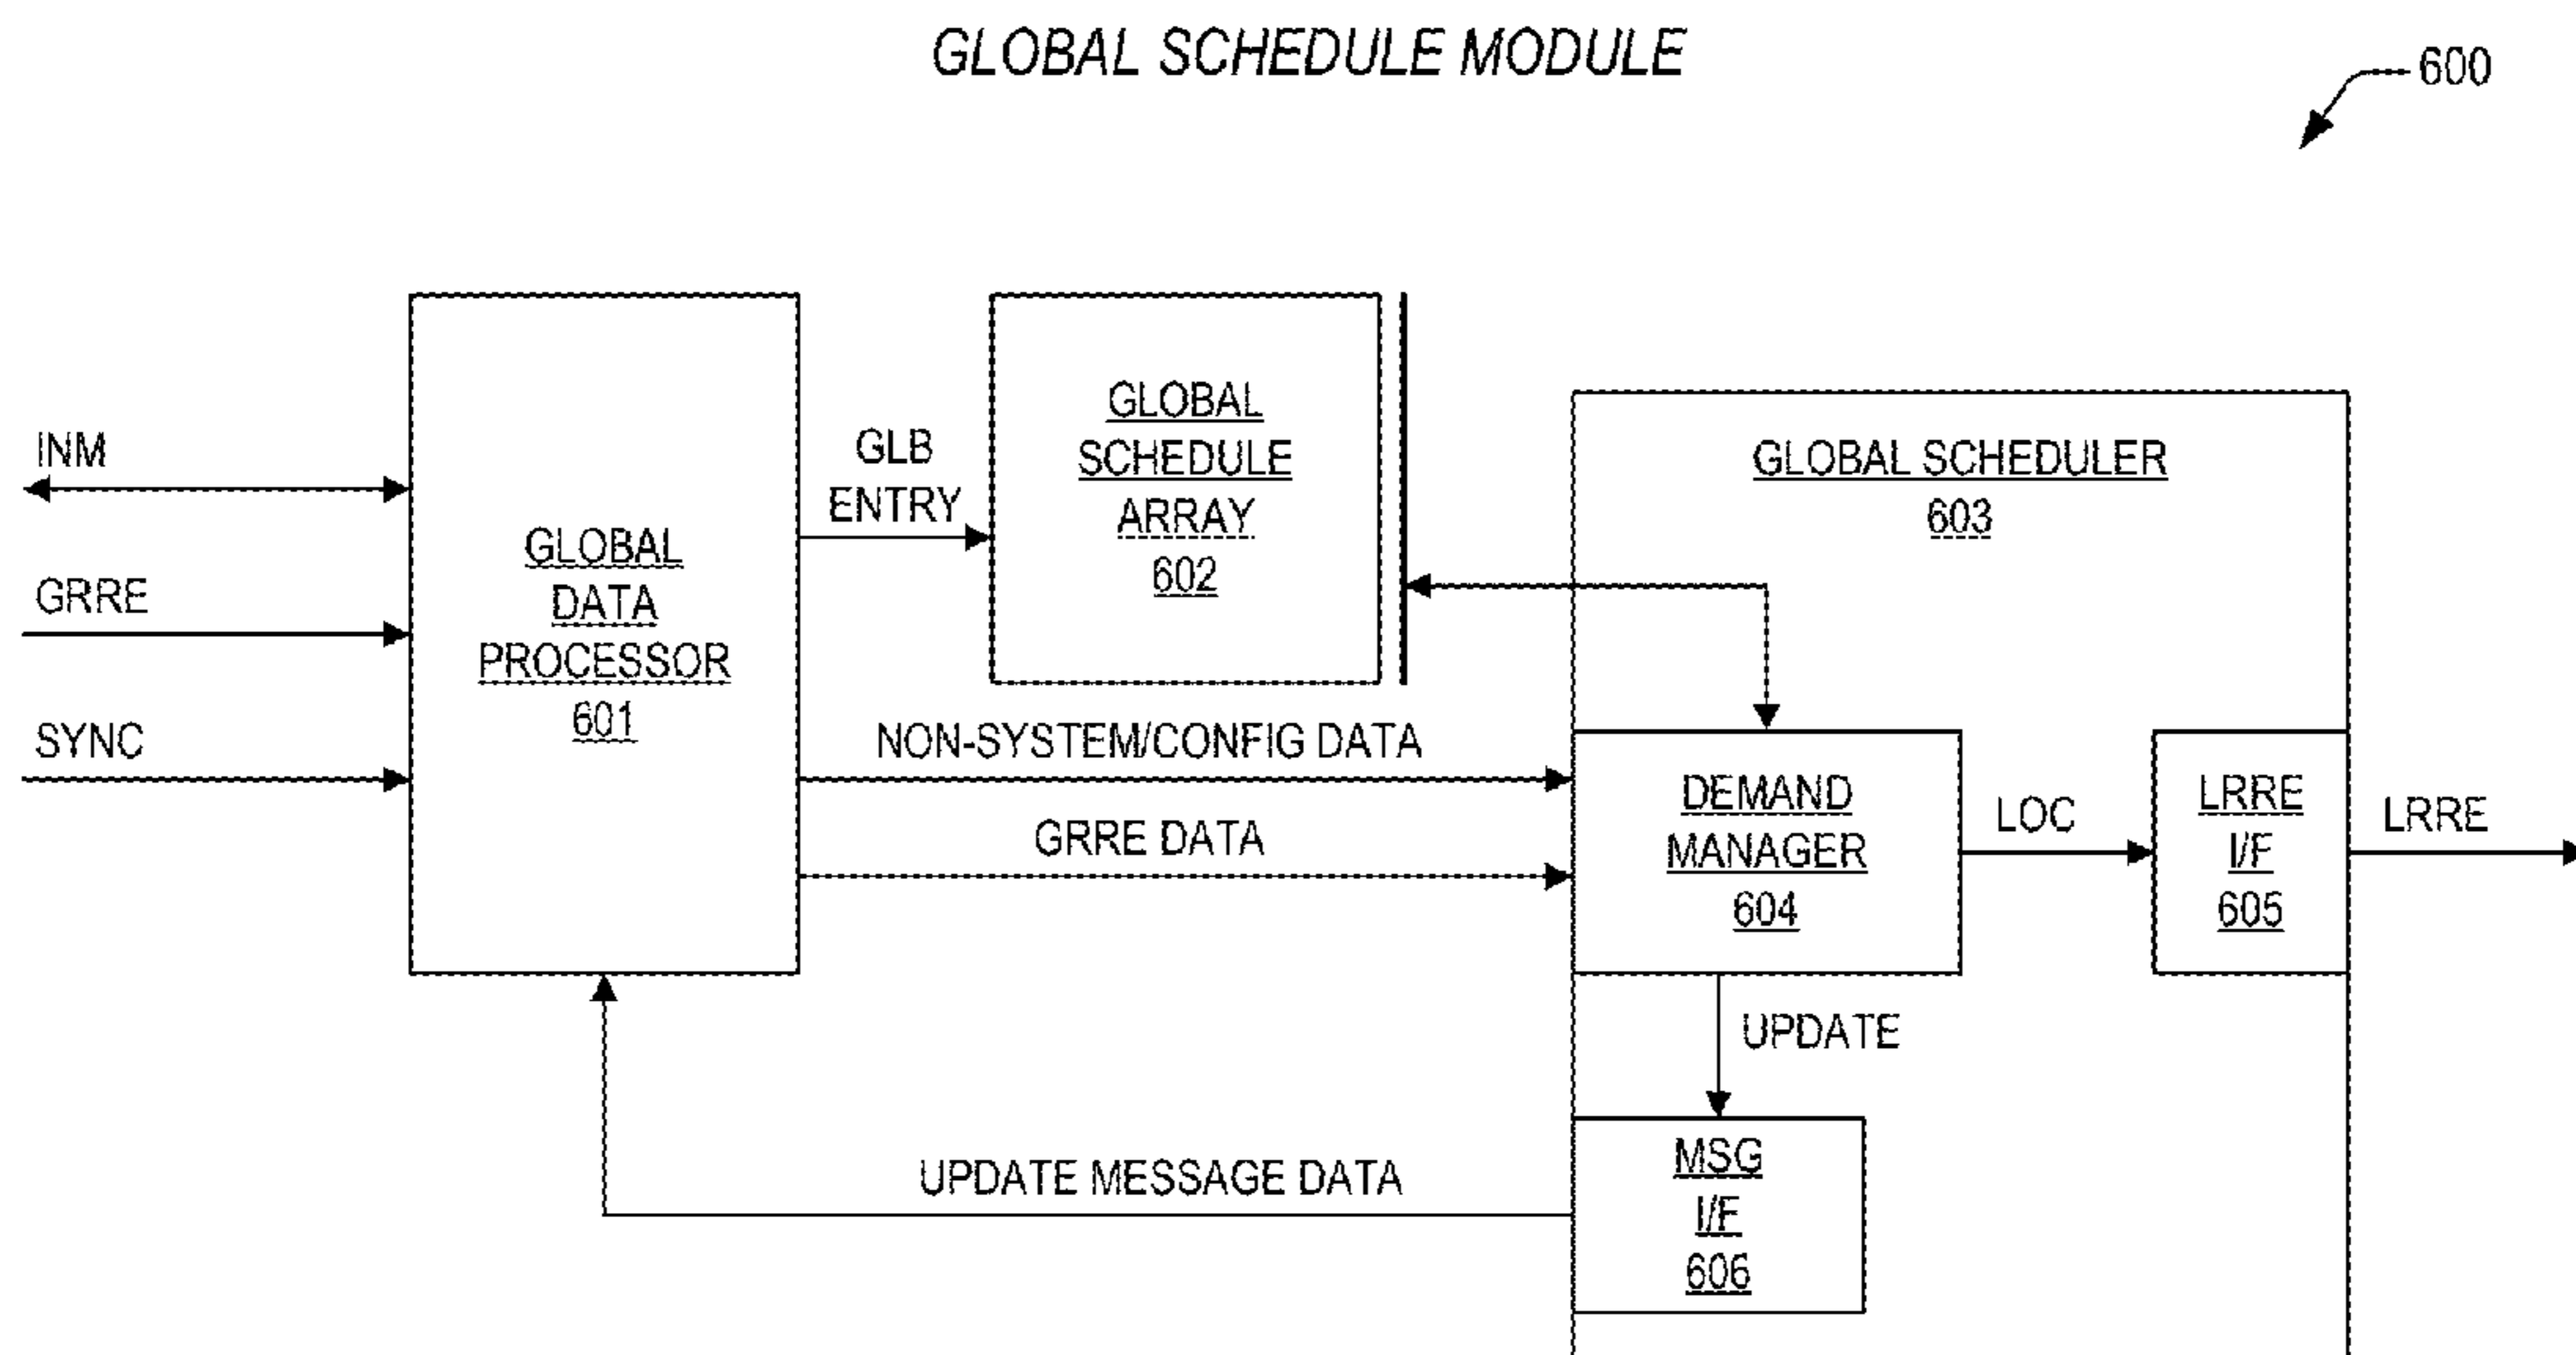 GLOBAL SCHEDULE MODULE
600
INM
GRRE
SYNC
GLOBAL
DATA
PROCESSOR
601
GLB
ENTRY
GLOBAL
SCHEDULE
ARRAY
602
GLOBAL SCHEDULER
603
NON-SYSTEM/CONFIG DATA
GRRE DATA
DEMAND
MANAGER
604
LOC
LRRE
I/F
605
LRRE
UPDATE
UPDATE MESSAGE DATA
MSG
I/F
606